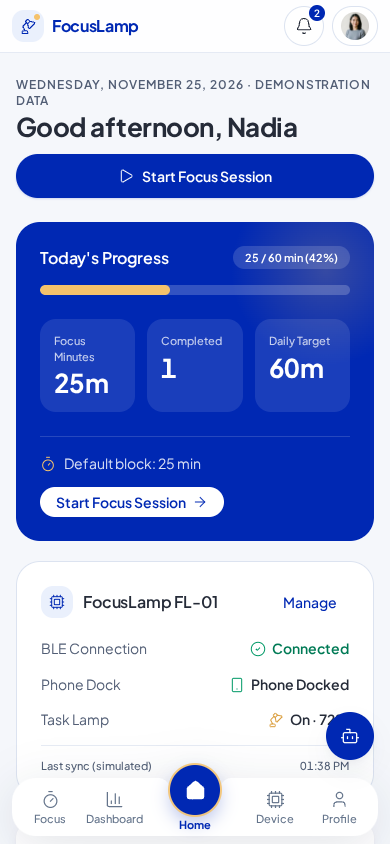 FocusLamp
2
WEDNESDAY, NOVEMBER 25, 2026 · DEMONSTRATION
DATA
Good afternoon, Nadia
Start Focus Session
Today's Progress
25 / 60 min (42%)
Focus
Minutes
25m
Completed
1
Daily Target
60m
Default block: 25 min
Start Focus Session
FocusLamp FL-01
Manage
BLE Connection
Connected
Phone Dock
Phone Docked
Task Lamp
On ·
Last sync (simulated)
01:38 PM
Focus
Dashboard
Home
Device
Profile